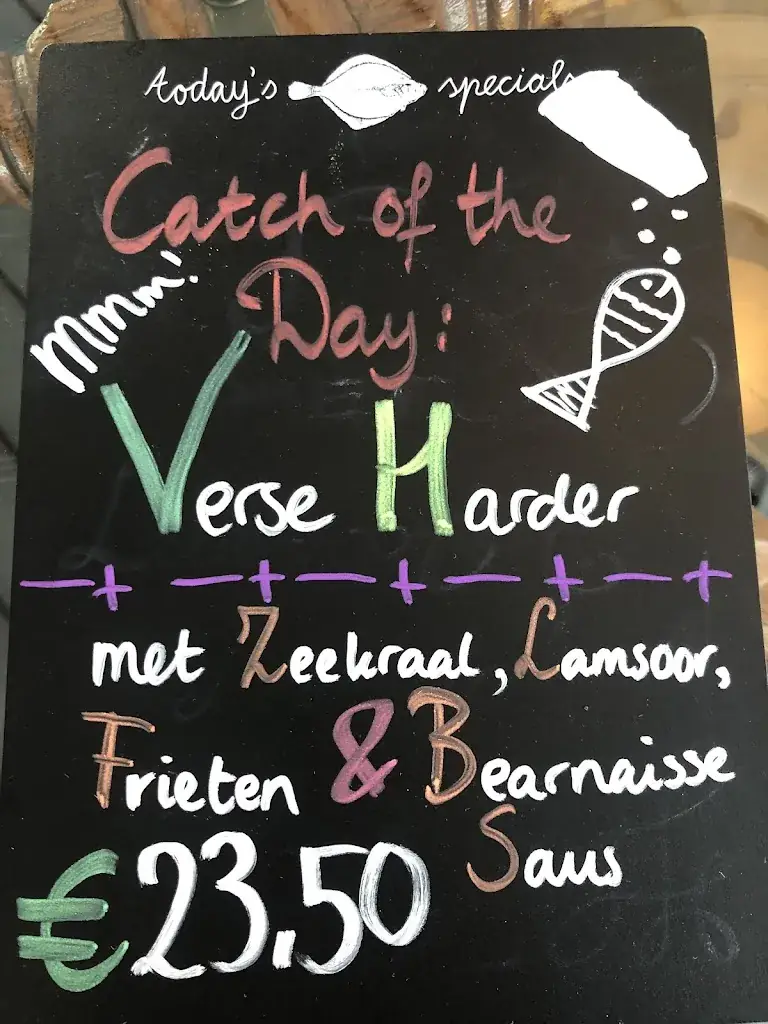 today's specials
Catch of the
Day:
Mmm!
Verse Harder
met Zeekraal, Lamsoor,
Frieten & Bearnaisse
Saus
€23.50